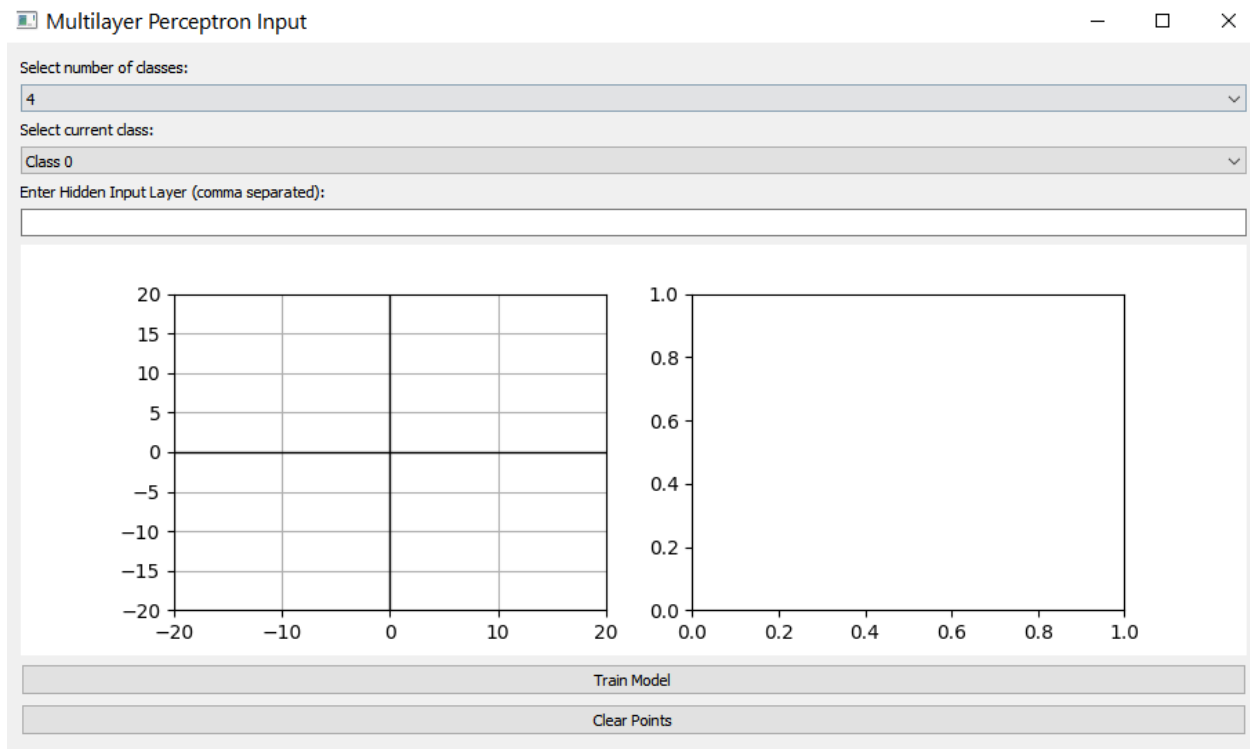 Multilayer Perceptron Input
Select number of classes:
4
Select current class:
Class 0
Enter Hidden Input Layer (comma separated):
20
15
10
5
0
−5
−10
−15
−20
−20 −10 0 10 20
1.0
0.8
0.6
0.4
0.2
0.0
0.0 0.2 0.4 0.6 0.8 1.0
Train Model
Clear Points